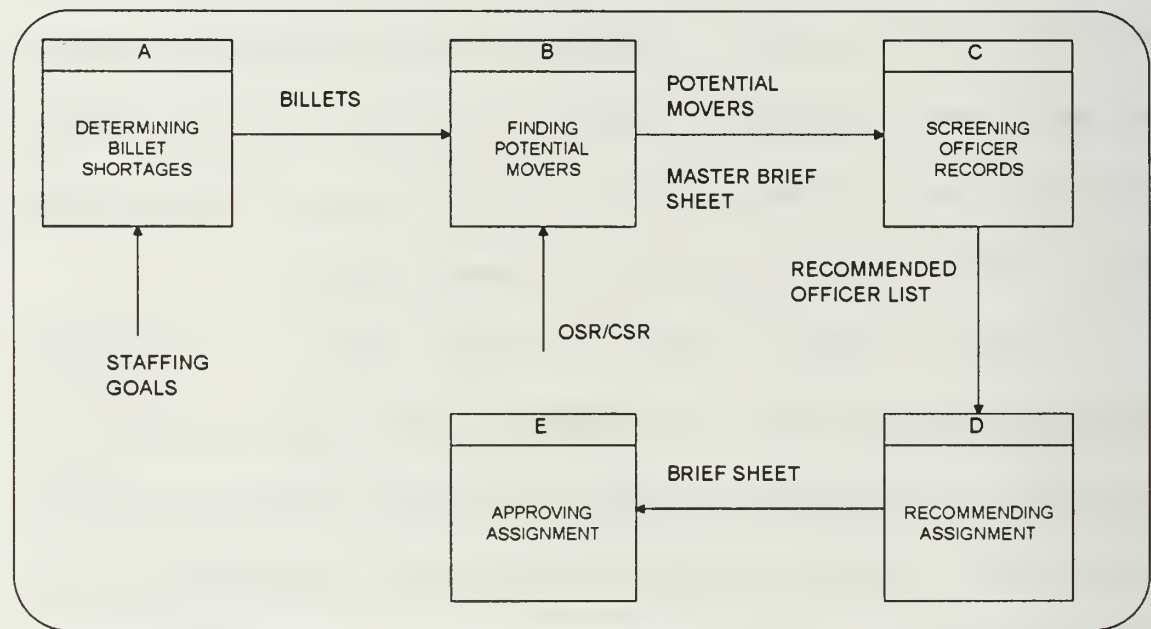 A
DETERMINING
BILLET
SHORTAGES
BILLETS
B
FINDING
POTENTIAL
MOVERS
POTENTIAL
MOVERS
MASTER BRIEF
SHEET
C
SCREENING
OFFICER
RECORDS
STAFFING
GOALS
OSR/CSR
RECOMMENDED
OFFICER LIST
E
APPROVING
ASSIGNMENT
BRIEF SHEET
D
RECOMMENDING
ASSIGNMENT